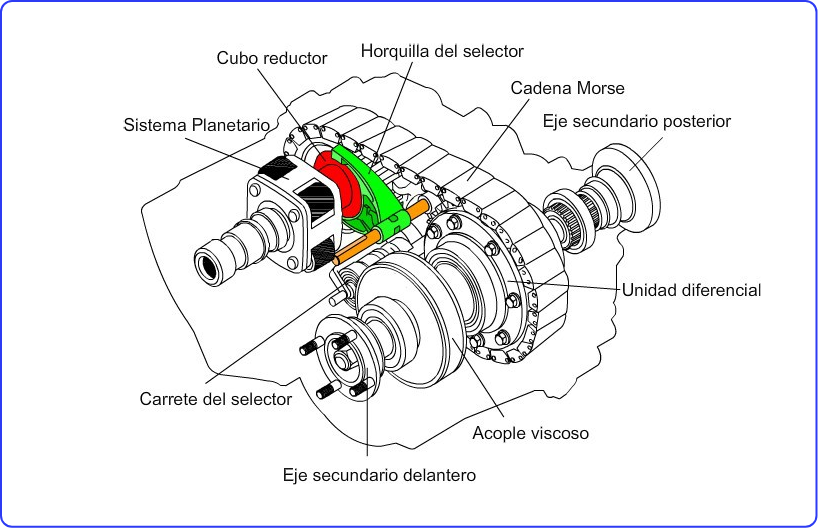 Horquilla del selector
Cubo reductor
Cadena Morse
Sistema Planetario
Eje secundario posterior
Unidad diferencial
Carrete del selector
Acople viscoso
Eje secundario delantero